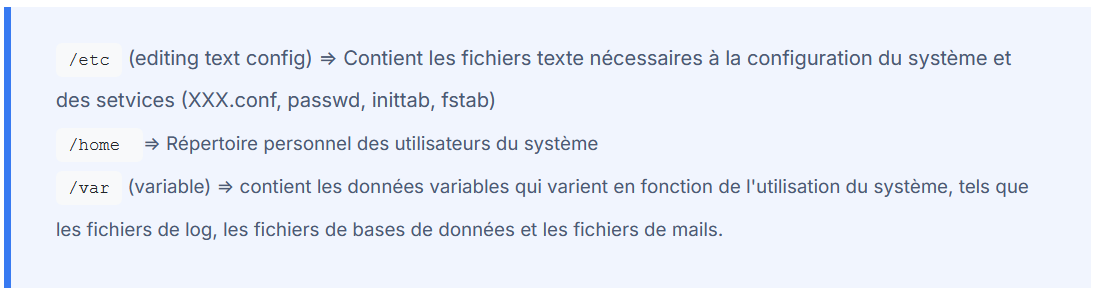 /etc (editing text config) ⇒ Contient les fichiers texte nécessaires à la configuration du système et
des setvices (XXX.conf, passwd, inittab, fstab)
/home ⇒ Répertoire personnel des utilisateurs du système
/var (variable) ⇒ contient les données variables qui varient en fonction de l'utilisation du système, tels que
les fichiers de log, les fichiers de bases de données et les fichiers de mails.